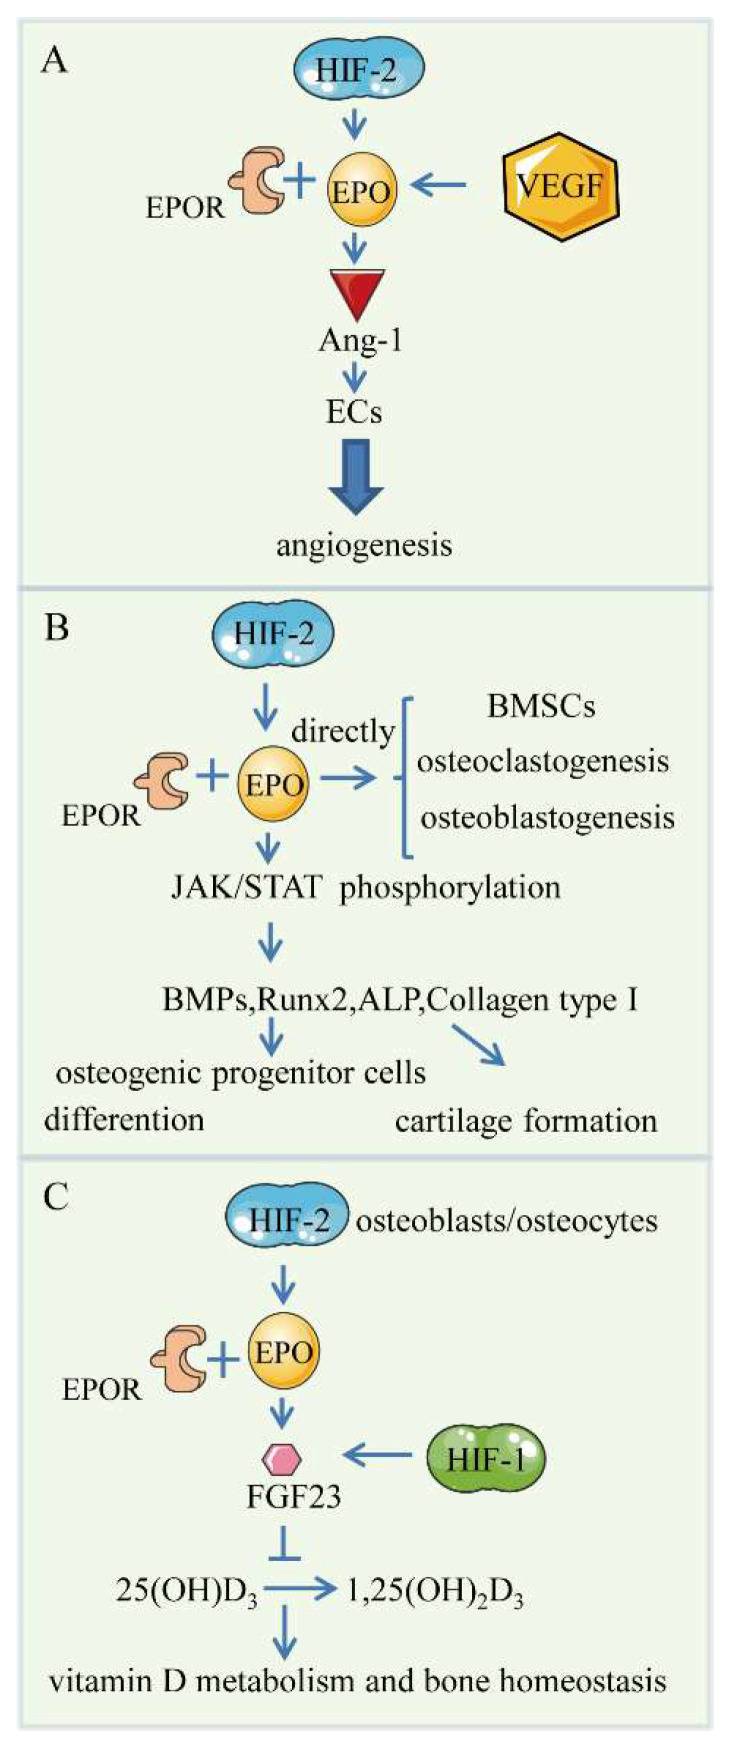 A
HIF-2
EPOR
+
EPO
VEGF
Ang-1
ECs
angiogenesis
B
HIF-2
directly
BMSCs
osteoclastogenesis
osteoblastogenesis
EPOR
+
EPO
JAK/STAT phosphorylation
BMPs,Runx2,ALP,Collagen type I
osteogenic progenitor cells
differention
cartilage formation
C
HIF-2 osteoblasts/osteocytes
EPOR
+
EPO
HIF-1
FGF23
25(OH)D₃ 1,25(OH)₂D₃
vitamin D metabolism and bone homeostasis